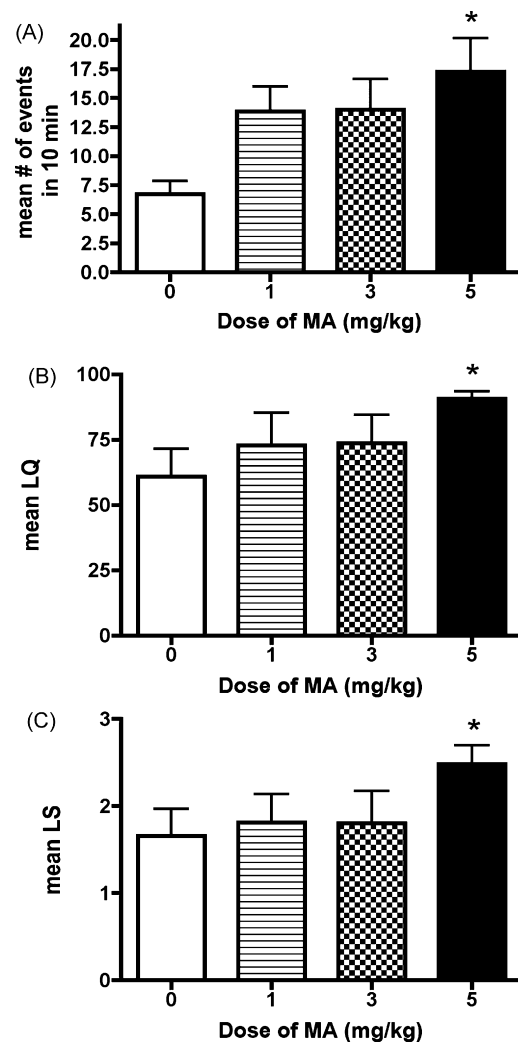 (A)
*
20.0
17.5
15.0
12.5
10.0
7.5
5.0
2.5
0.0
mean # of events
in 10 min
0 1 3 5
Dose of MA (mg/kg)
(B)
*
100
75
50
25
0
mean LQ
0 1 3 5
Dose of MA (mg/kg)
(C)
*
3
2
1
0
mean LS
0 1 3 5
Dose of MA (mg/kg)